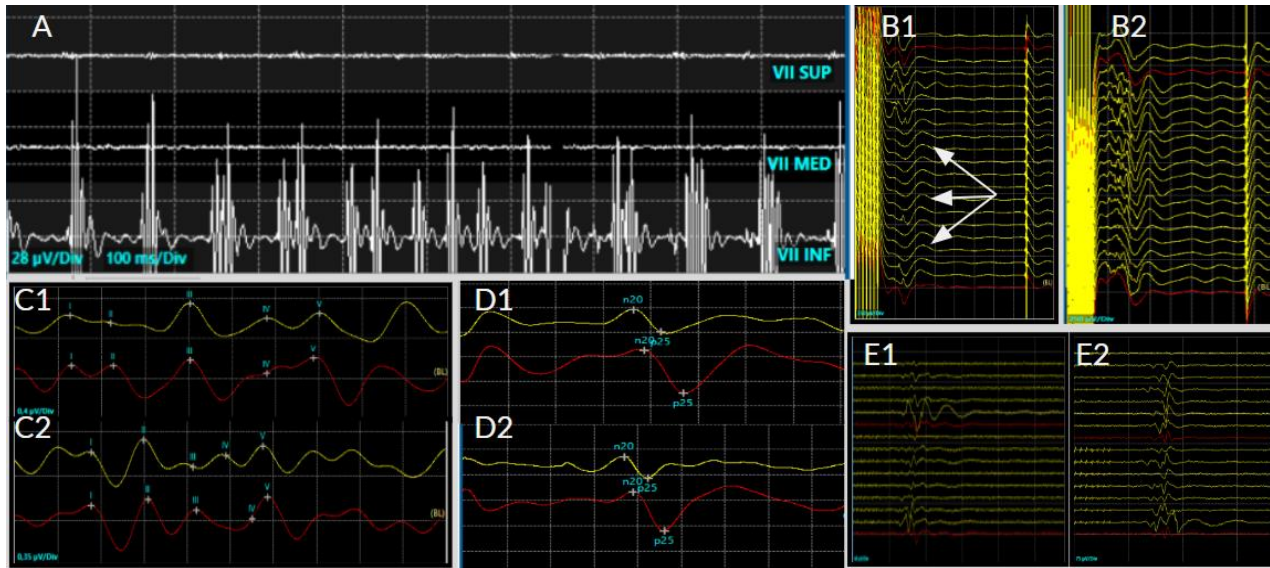 A
VII SUP
VII MED
28 µV/Div 100 ms/Div VII INF
B1
B2
(BL)
(BL)
C1
I II III IV V
I II III IV V
(BL)
0,4 µV/Div
C2
I II III IV V
I II III IV V
(BL)
0,35 µV/Div
D1
n20
p25
n20
p25
D2
n20
p25
n20
p25
E1
E2